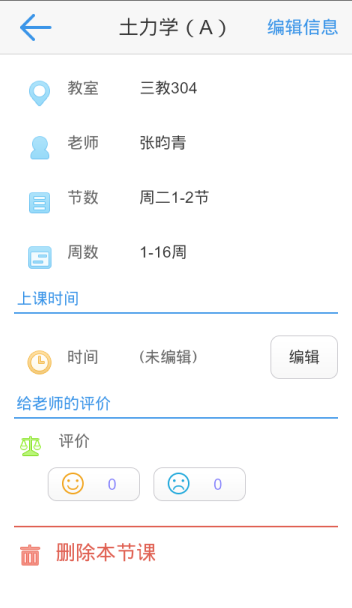 土力学（A）
编辑信息
教室 三教304
老师 张昀青
节数 周二1-2节
周数 1-16周
上课时间
时间 (未编辑) 编辑
给老师的评价
评价
0 0
删除本节课